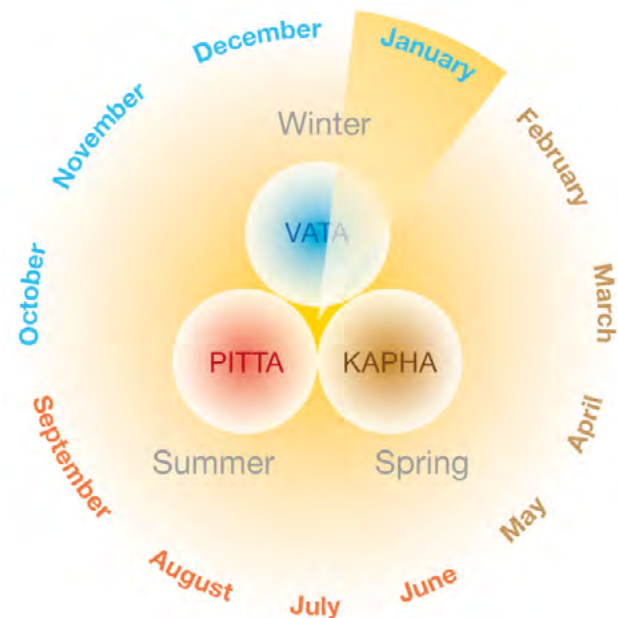 January
February
March
April
May
June
July
August
September
October
November
December
Winter
VATA
PITTA
KAPHA
Summer
Spring